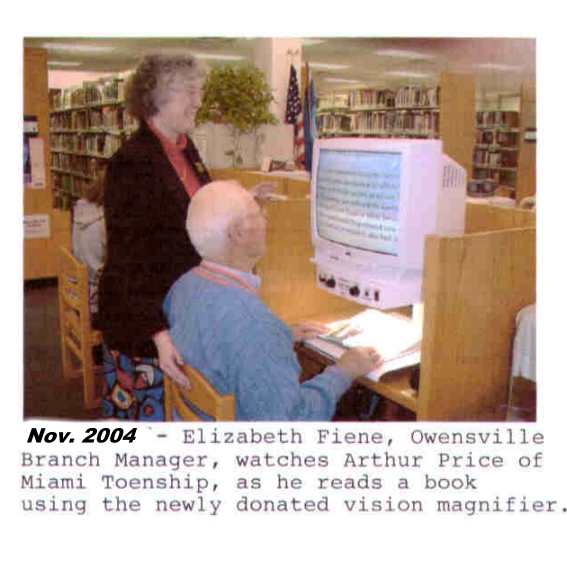 Nov. 2004 - Elizabeth Fiene, Owensville
Branch Manager, watches Arthur Price of
Miami Toenship, as he reads a book
using the newly donated vision magnifier.